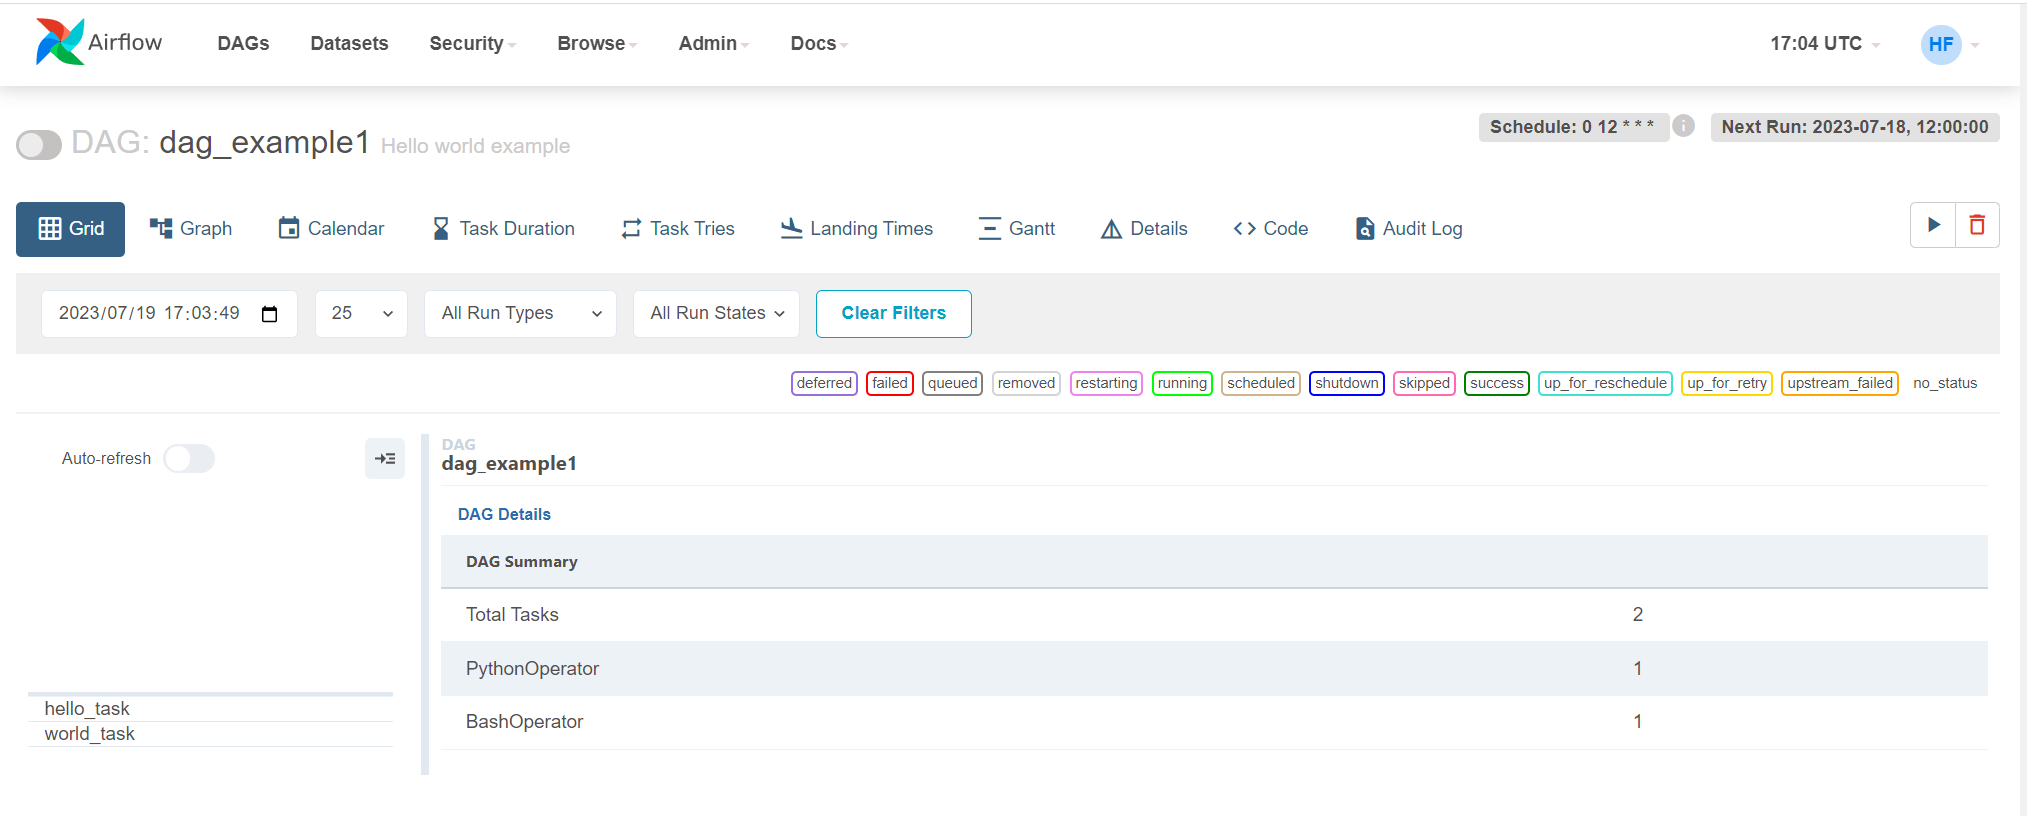 Airflow DAGs Datasets Security Browse Admin Docs 17:04 UTC HF
DAG: dag_example1 Hello world example Schedule: 0 12 * * * i Next Run: 2023-07-18, 12:00:00
Grid Graph Calendar Task Duration Task Tries Landing Times Gantt Details Code Audit Log
2023/07/19 17:03:49 25 All Run Types All Run States Clear Filters
deferred failed queued removed restarting running scheduled shutdown skipped success up_for_reschedule up_for_retry upstream_failed no_status
Auto-refresh
hello_task
world_task
DAG
dag_example1
DAG Details
DAG Summary
Total Tasks 2
PythonOperator 1
BashOperator 1